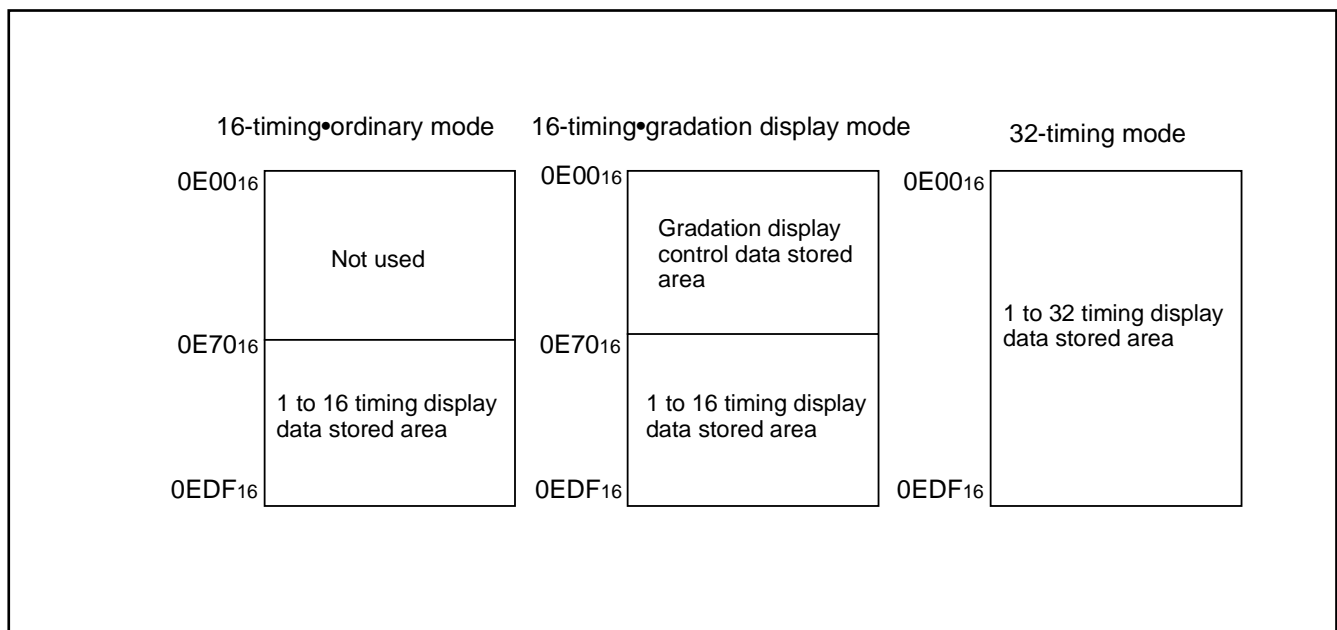 16-timing•ordinary mode
0E0016
Not used
0E7016
1 to 16 timing display
data stored area
0EDF16
16-timing•gradation display mode
0E0016
Gradation display
control data stored
area
0E7016
1 to 16 timing display
data stored area
0EDF16
32-timing mode
0E0016
1 to 32 timing display
data stored area
0EDF16